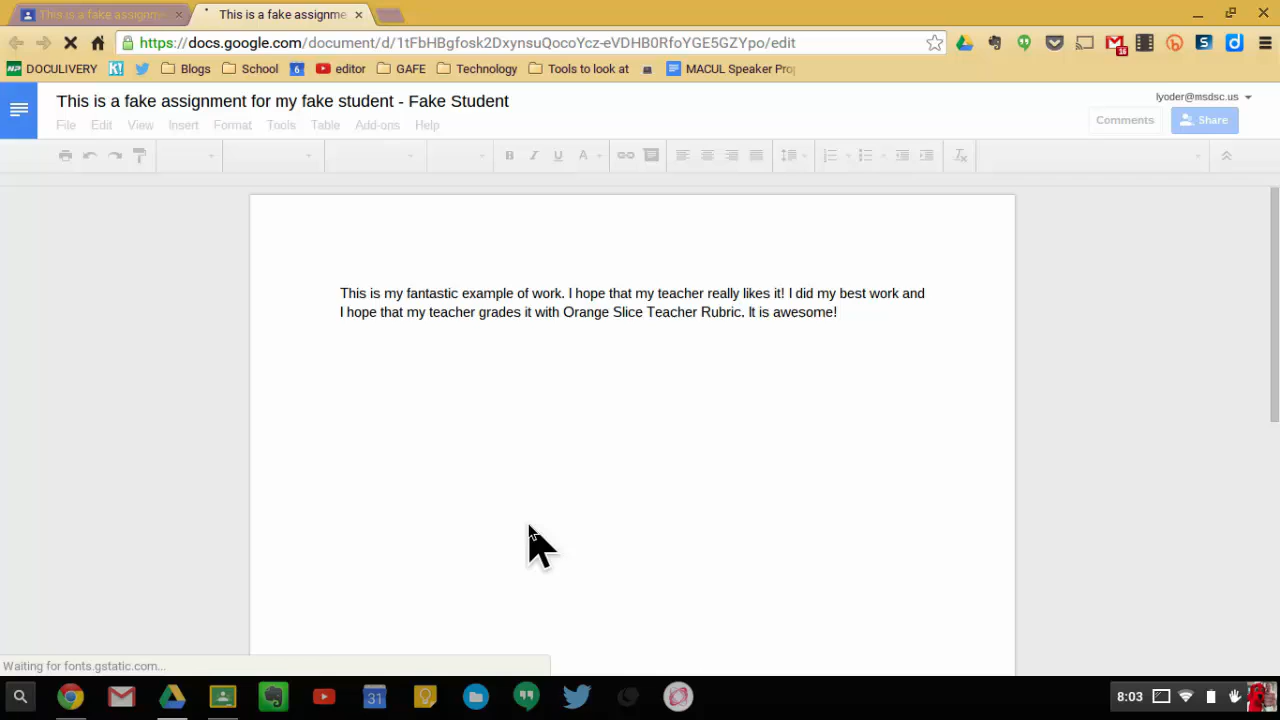 This is a fake assignme
This is a fake assignme
https://docs.google.com/document/d/1tFbHBgfosk2DxynsuQocoYcz-eVDHB0RfoYGE5GZYpo/edit
16
DOCULIVERY
K!
Blogs
School
6
editor
GAFE
Technology
Tools to look at
MACUL Speaker Pro
This is a fake assignment for my fake student - Fake Student
lyoder@msdsc.us
File Edit View Insert Format Tools Table Add-ons Help
Comments
Share
B I U A
This is my fantastic example of work. I hope that my teacher really likes it! I did my best work and
I hope that my teacher grades it with Orange Slice Teacher Rubric. It is awesome!
Waiting for fonts.gstatic.com...
31
8:03